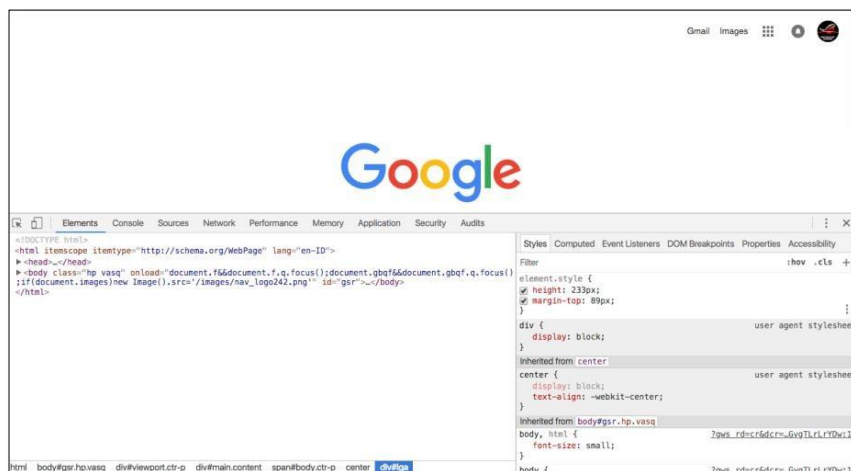 Gmail Images
Google
Elements Console Sources Network Performance Memory Application Security Audits
<!DOCTYPE html>
<html itemscope itemtype="http://schema.org/WebPage" lang="en-ID">
▶<head>…</head>
▶<body class="hp vasq" onload="document.f&&document.f.q.focus();document.gbqf&&document.gbqf.q.focus()
;if(document.images)new Image().src='/images/nav_logo242.png'" id="gsr">…</body>
</html>
html body#gsr.hp.vasq div#viewport.ctr-p div#main.content span#body.ctr-p center div#lga
Styles Computed Event Listeners DOM Breakpoints Properties Accessibility
Filter :hov .cls +
element.style {
height: 233px;
margin-top: 89px;
}
div { user agent styleshee
display: block;
}
Inherited from center
center { user agent styleshee
display: block;
text-align: -webkit-center;
}
Inherited from body#gsr.hp.vasq
body, html { ?gws_rd=cr&dcr=…GvgTLrLrYDw:1
font-size: small;
}